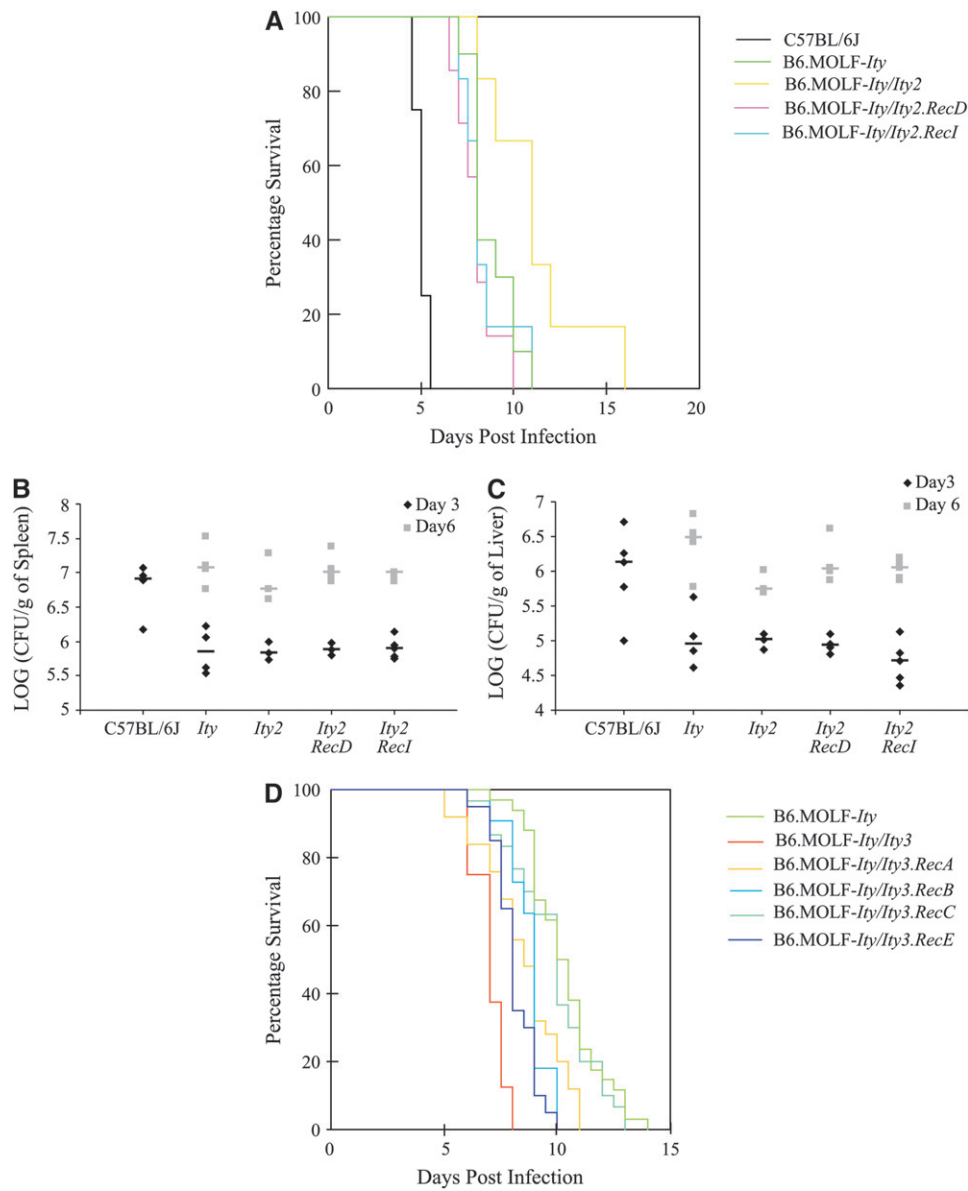 A
100
80
60
40
20
0
Percentage Survival
0 5 10 15 20
Days Post Infection
C57BL/6J
B6.MOLF-Ity
B6.MOLF-Ity/Ity2
B6.MOLF-Ity/Ity2.RecD
B6.MOLF-Ity/Ity2.RecI
B
8
7.5
7
6.5
6
5.5
5
LOG (CFU/g of Spleen)
Day 3
Day6
C57BL/6J Ity Ity2 Ity2 Ity2
RecD RecI
C
7
6.5
6
5.5
5
4.5
4
LOG (CFU/g of Liver)
Day3
Day 6
C57BL/6J Ity Ity2 Ity2 Ity2
RecD RecI
D
100
80
60
40
20
0
Percentage Survival
0 5 10 15
Days Post Infection
B6.MOLF-Ity
B6.MOLF-Ity/Ity3
B6.MOLF-Ity/Ity3.RecA
B6.MOLF-Ity/Ity3.RecB
B6.MOLF-Ity/Ity3.RecC
B6.MOLF-Ity/Ity3.RecE